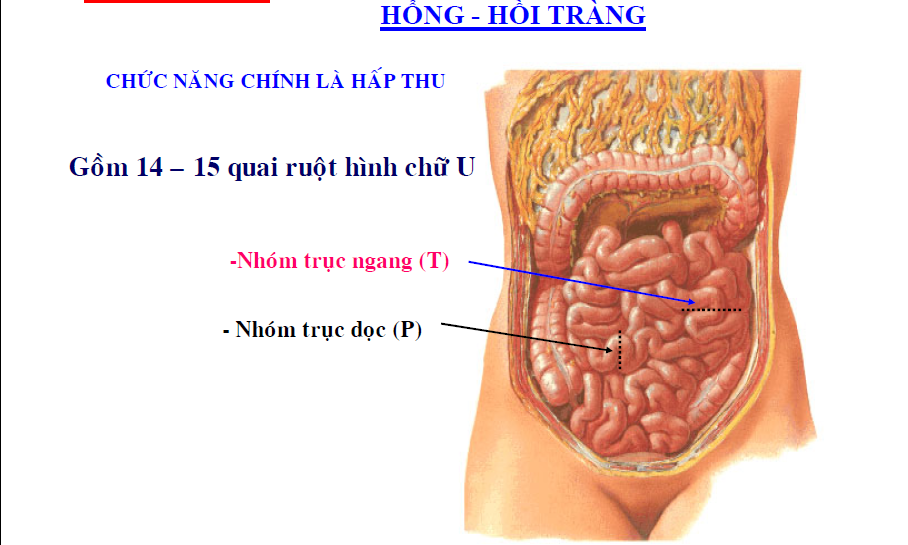 HỔNG - HỒI TRÀNG
CHỨC NĂNG CHÍNH LÀ HẤP THU
Gồm 14 – 15 quai ruột hình chữ U
-Nhóm trục ngang (T)
- Nhóm trục dọc (P)